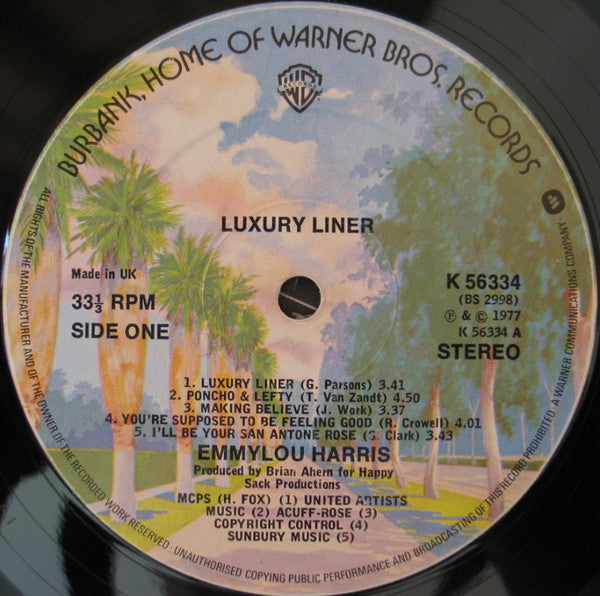 BURBANK, HOME OF WARNER BROS. RECORDS
RECORDS
LUXURY LINER
Made in UK
33⅓ RPM
SIDE ONE
K 56334
(BS 2998)
℗ & © 1977
K 56334 A
STEREO
1. LUXURY LINER (G. Parsons) 3.41
2. PONCHO & LEFTY (T. Van Zandt) 4.50
3. MAKING BELIEVE (J. Work) 3.37
4. YOU'RE SUPPOSED TO BE FEELING GOOD (R. Crowell) 4.01
5. I'LL BE YOUR SAN ANTONE ROSE (S. Clark) 3.43
EMMYLOU HARRIS
Produced by Brian Ahern for Happy
Sack Productions
MCPS (H. FOX) (1) UNITED ARTISTS
MUSIC (2) ACUFF-ROSE (3)
COPYRIGHT CONTROL (4)
SUNBURY MUSIC (5)
ALL RIGHTS OF THE MANUFACTURER AND OF THE OWNER OF THE RECORDED WORK RESERVED · UNAUTHORISED COPYING PUBLIC PERFORMANCE AND BROADCASTING OF THIS RECORD PROHIBITED · A WARNER COMMUNICATIONS COMPANY